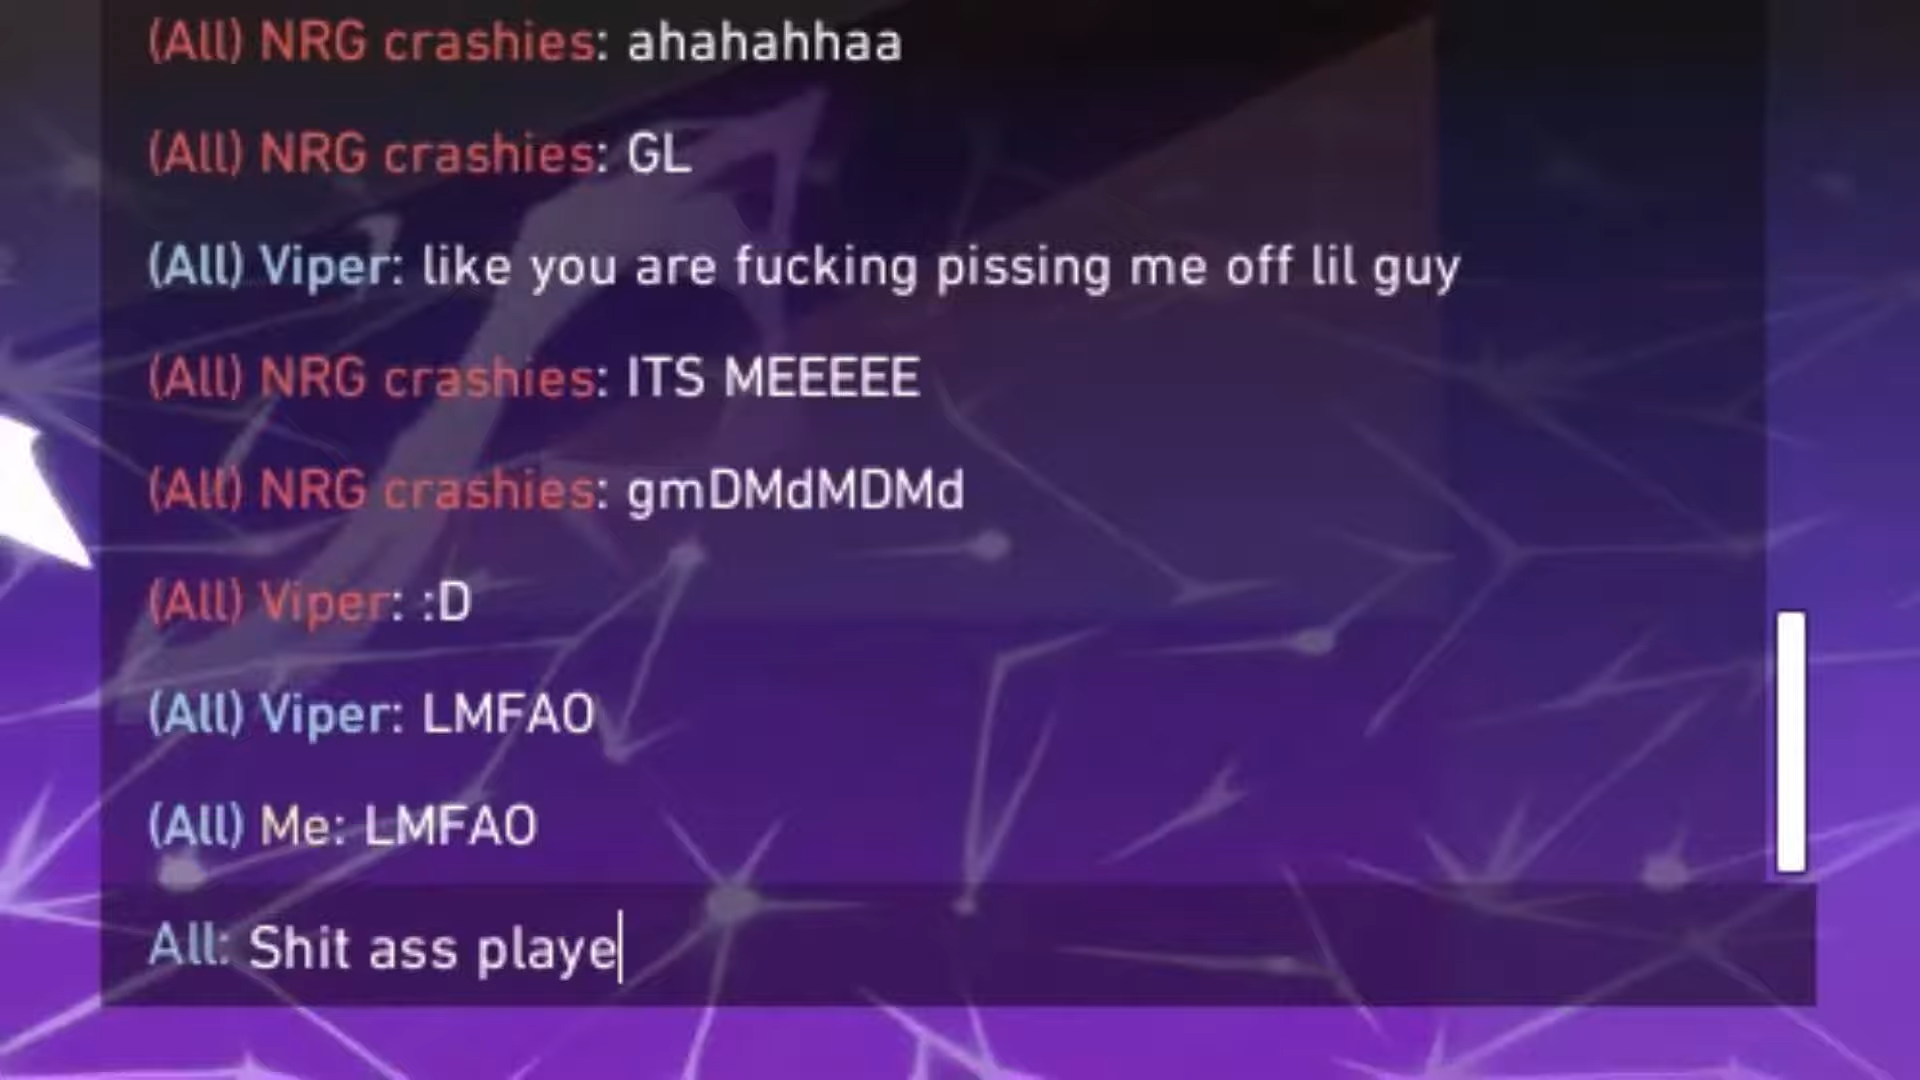 (All) NRG crashies: ahahahhaa
(All) NRG crashies: GL
(All) Viper: like you are fucking pissing me off lil guy
(All) NRG crashies: ITS MEEEEE
(All) NRG crashies: gmDMdMDMd
(All) Viper: :D
(All) Viper: LMFAO
(All) Me: LMFAO
All: Shit ass playe